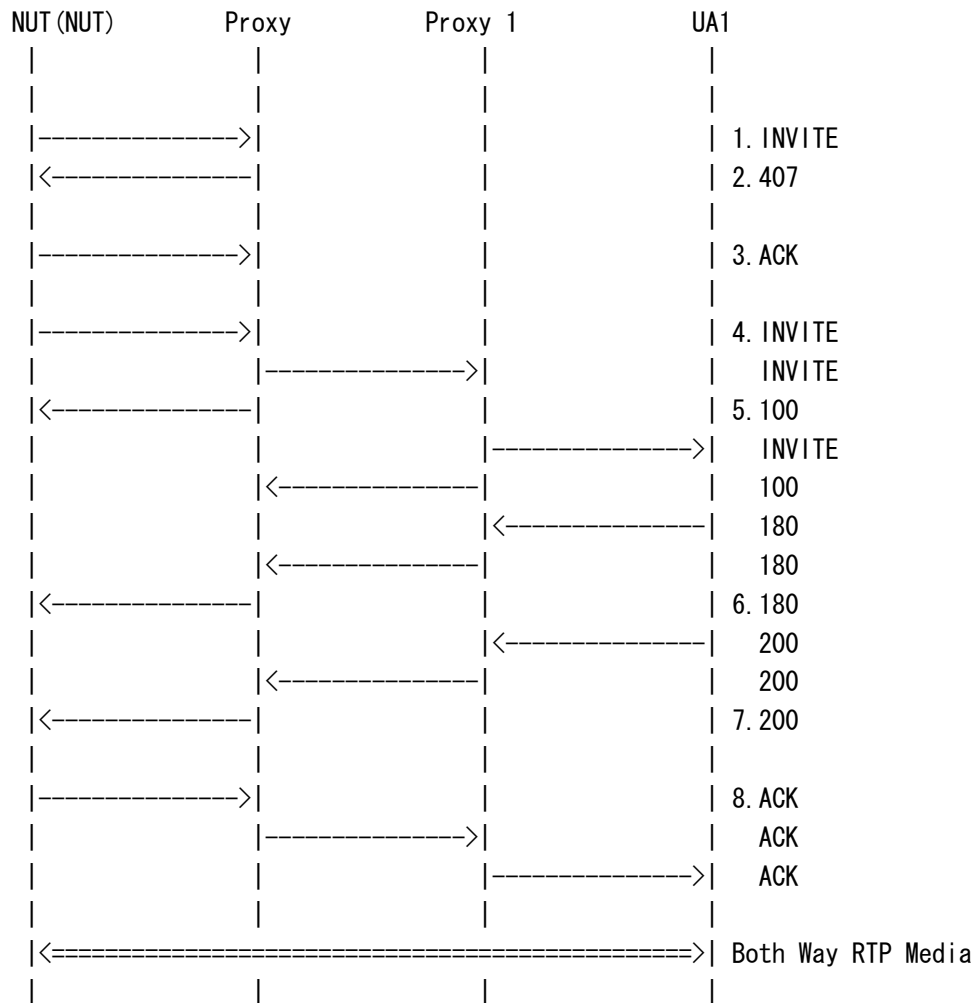 NUT(NUT) Proxy Proxy 1 UA1
1.INVITE
2.407
3.ACK
4.INVITE
INVITE
5.100
INVITE
100
180
180
6.180
200
200
7.200
8.ACK
ACK
ACK
Both Way RTP Media